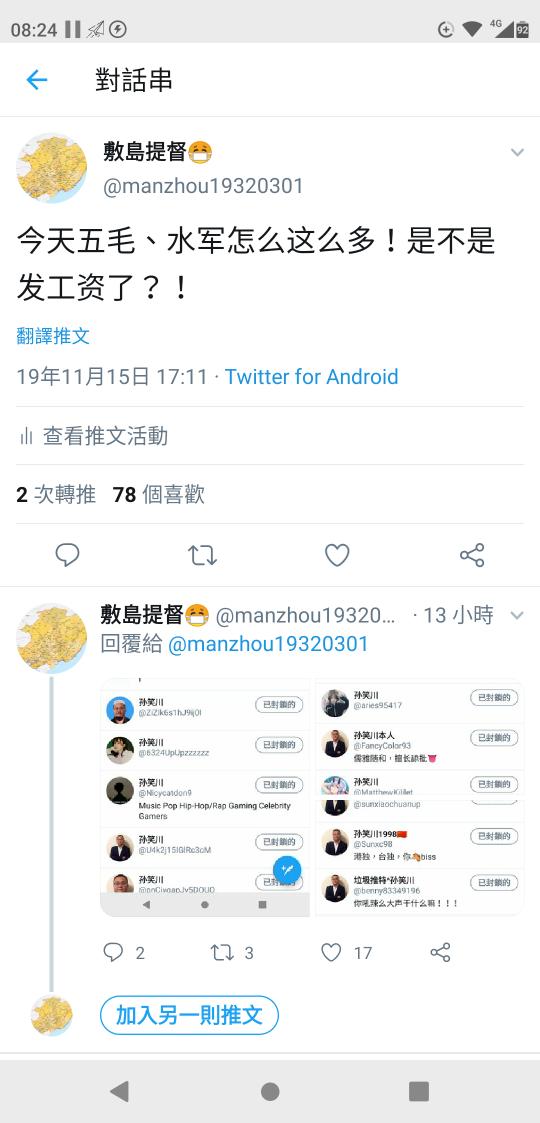 08:24
4G
92
對話串
敷島提督😷
@manzhou19320301
今天五毛、水军怎么这么多！是不是
发工资了？！
翻譯推文
19年11月15日 17:11 · Twitter for Android
查看推文活動
2 次轉推 78 個喜歡
敷島提督😷 @manzhou19320... · 13 小時
回覆給 @manzhou19320301
孙笑川 已封鎖的
@ZiZlk6s1hJ9ij0l
孙笑川 已封鎖的
@6324UpUpzzzzzz
孙笑川 已封鎖的
@Nicycatdon9
Music Pop Hip-Hop/Rap Gaming Celebrity
Gamers
孙笑川 已封鎖的
@U4k2j15lGlRc3cM
孙笑川
孙笑川 已封鎖的
@aries95417
孙笑川本人 已封鎖的
@FancyColor93
儒雅随和，擅长舔批👅
孙笑川 已封鎖的
@MatthewKillet
@sunxiaochuanup
孙笑川1998🇨🇳 已封鎖的
@Sunxc98
港独，台独，你🐴biss
垃圾推特*孙笑川 已封鎖的
@benny83349196
你吼辣么大声干什么嘛！！！
2 3 17
加入另一則推文